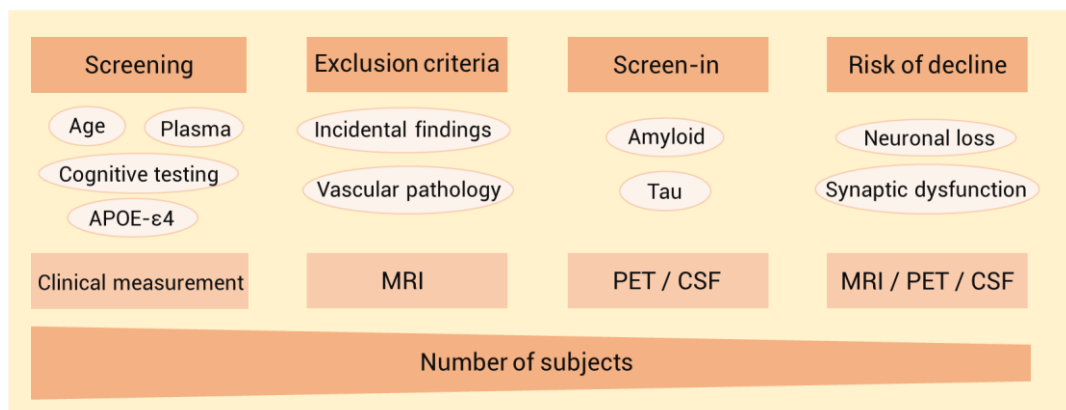 Screening
Exclusion criteria
Screen-in
Risk of decline
Age
Plasma
Cognitive testing
APOE-ε4
Incidental findings
Vascular pathology
Amyloid
Tau
Neuronal loss
Synaptic dysfunction
Clinical measurement
MRI
PET / CSF
MRI / PET / CSF
Number of subjects